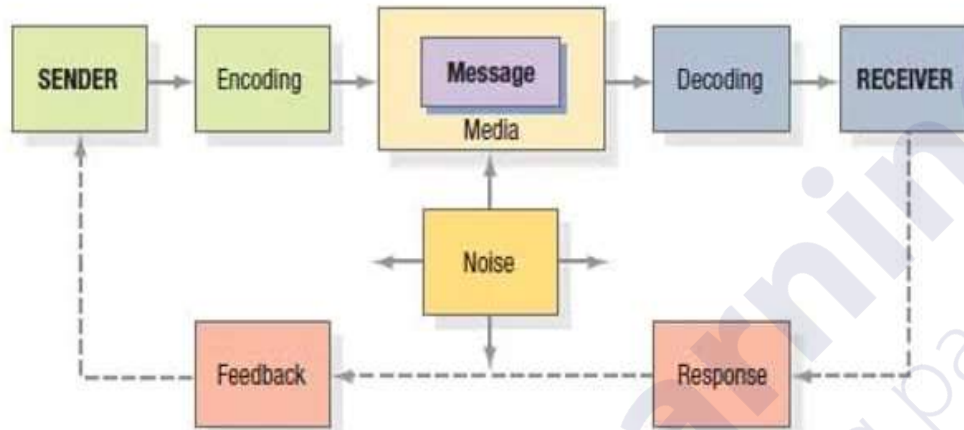 SENDER
Encoding
Message
Media
Decoding
RECEIVER
Noise
Feedback
Response